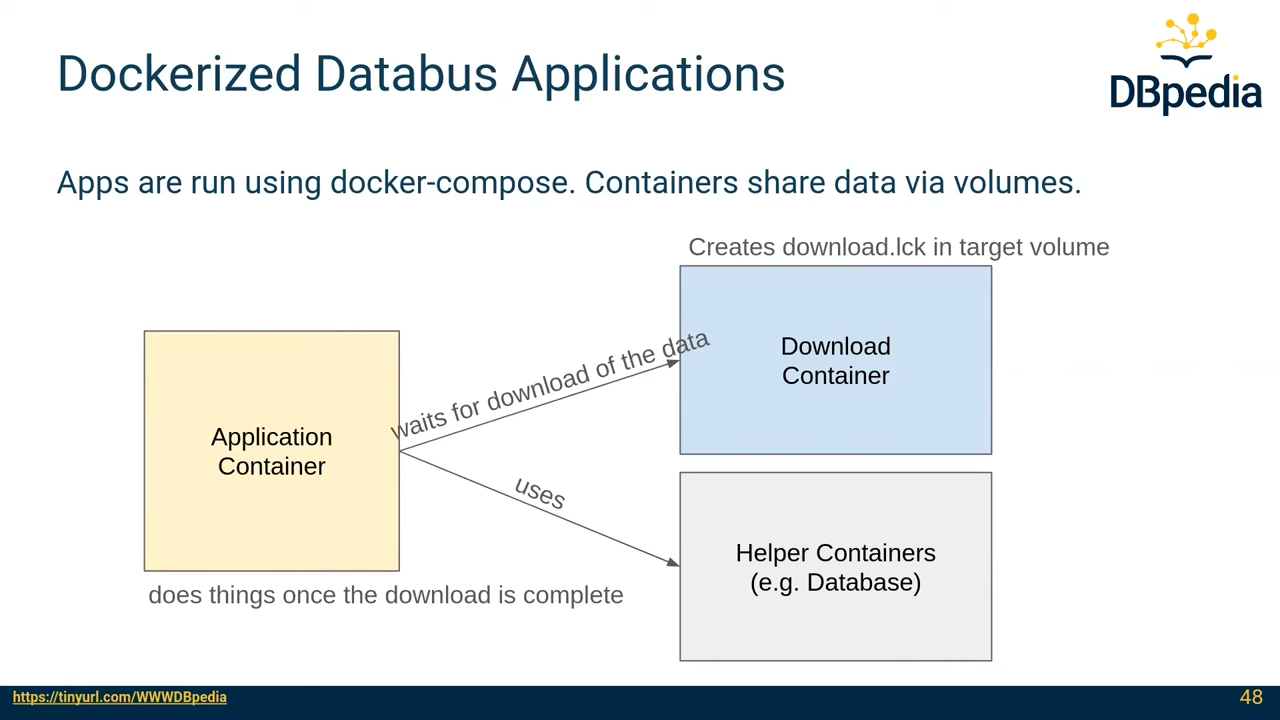 Dockerized Databus Applications
DBpedia
Apps are run using docker-compose. Containers share data via volumes.
Creates download.lck in target volume
Download
Container
waits for download of the data
Application
Container
uses
Helper Containers
(e.g. Database)
does things once the download is complete
https://tinyurl.com/WWWDBpedia
48